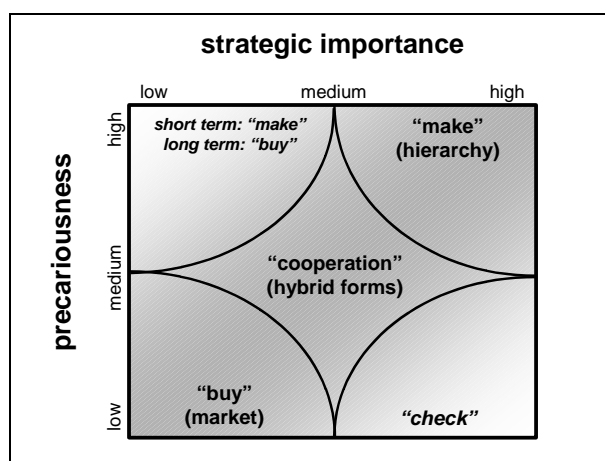 strategic importance
low medium high
high
short term: “make”
long term: “buy”
“make”
(hierarchy)
precariousness
medium
“cooperation”
(hybrid forms)
low
“buy”
(market)
“check”